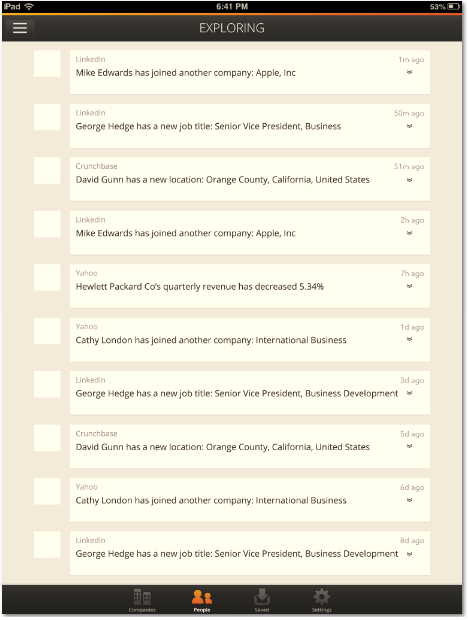 iPad 6:41 PM 53%
EXPLORING
LinkedIn 1m ago
Mike Edwards has joined another company: Apple, Inc
LinkedIn 50m ago
George Hedge has a new job title: Senior Vice President, Business
Crunchbase 51m ago
David Gunn has a new location: Orange County, California, United States
LinkedIn 2h ago
Mike Edwards has joined another company: Apple, Inc
Yahoo 7h ago
Hewlett Packard Co's quarterly revenue has decreased 5.34%
Yahoo 1d ago
Cathy London has joined another company: International Business
LinkedIn 3d ago
George Hedge has a new job title: Senior Vice President, Business Development
Crunchbase 5d ago
David Gunn has a new location: Orange County, California, United States
Yahoo 6d ago
Cathy London has joined another company: International Business
LinkedIn 8d ago
George Hedge has a new job title: Senior Vice President, Business Development
Companies People Saved Settings